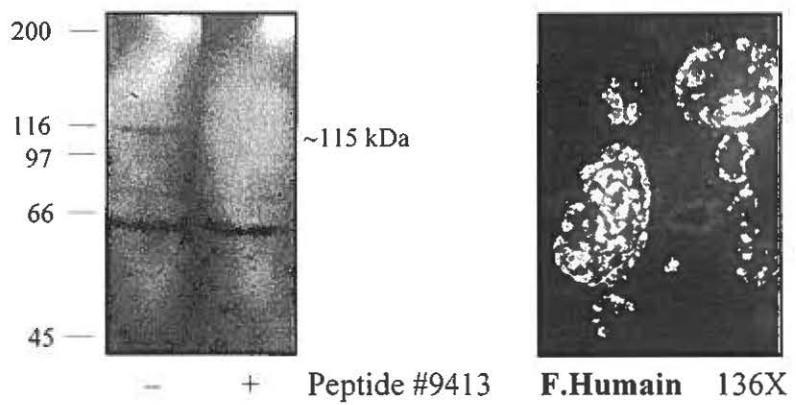 200
116
97
66
45
~115 kDa
– + Peptide #9413
F.Humain 136X